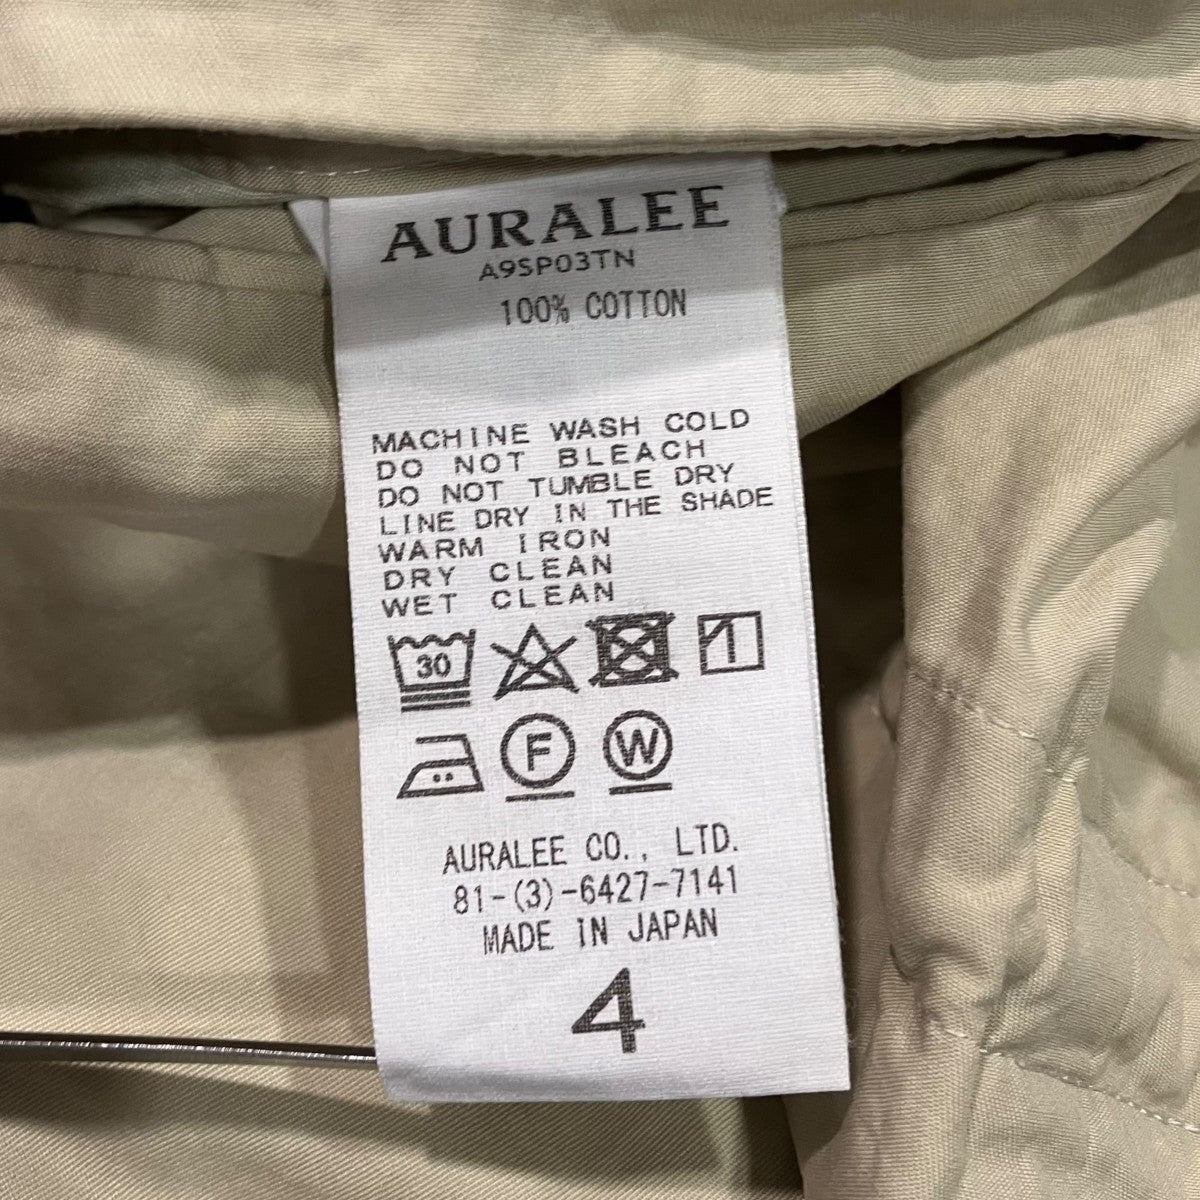 AURALEE
A9SP03TN
100% COTTON
MACHINE WASH COLD
DO NOT BLEACH
DO NOT TUMBLE DRY
LINE DRY IN THE SHADE
WARM IRON
DRY CLEAN
WET CLEAN
30
F W
AURALEE CO., LTD.
81-(3)-6427-7141
MADE IN JAPAN
4